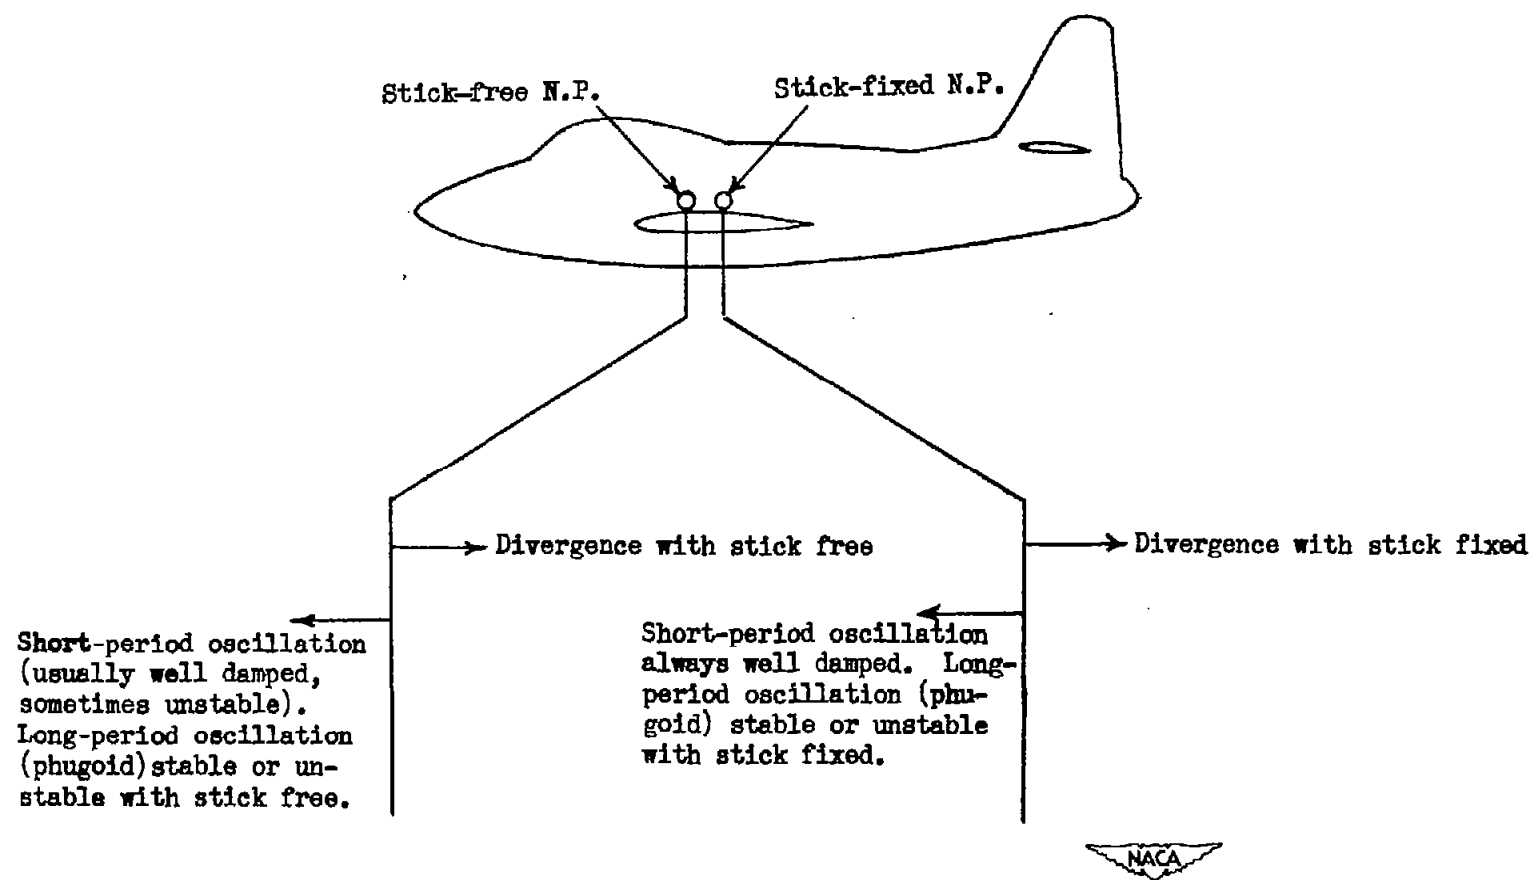 Stick-free N.P.
Stick-fixed N.P.
Divergence with stick free
Divergence with stick fixed
Short-period oscillation
(usually well damped,
sometimes unstable).
Long-period oscillation
(phugoid) stable or un-
stable with stick free.
Short-period oscillation
always well damped. Long-
period oscillation (phu-
goid) stable or unstable
with stick fixed.
NACA